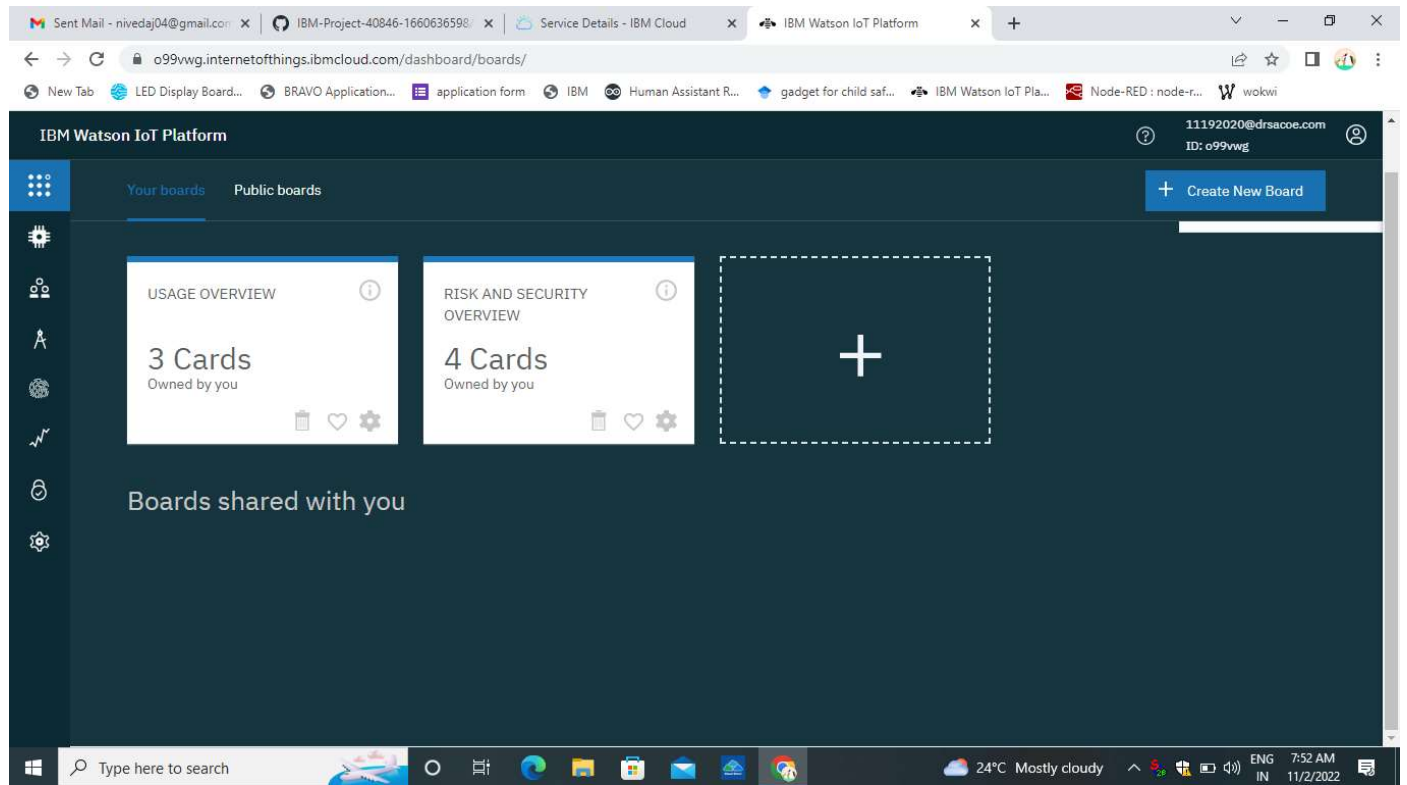 Sent Mail - nivedaj04@gmail.com
IBM-Project-40846-1660636598/
Service Details - IBM Cloud
IBM Watson IoT Platform
o99vwg.internetofthings.ibmcloud.com/dashboard/boards/
New Tab
LED Display Board...
BRAVO Application...
application form
IBM
Human Assistant R...
gadget for child saf...
IBM Watson IoT Pla...
Node-RED : node-r...
wokwi
IBM Watson IoT Platform
11192020@drsacoe.com
ID: o99vwg
Your boards
Public boards
Create New Board
USAGE OVERVIEW
3 Cards
Owned by you
RISK AND SECURITY
OVERVIEW
4 Cards
Owned by you
Boards shared with you
Type here to search
24°C Mostly cloudy
ENG
IN
7:52 AM
11/2/2022